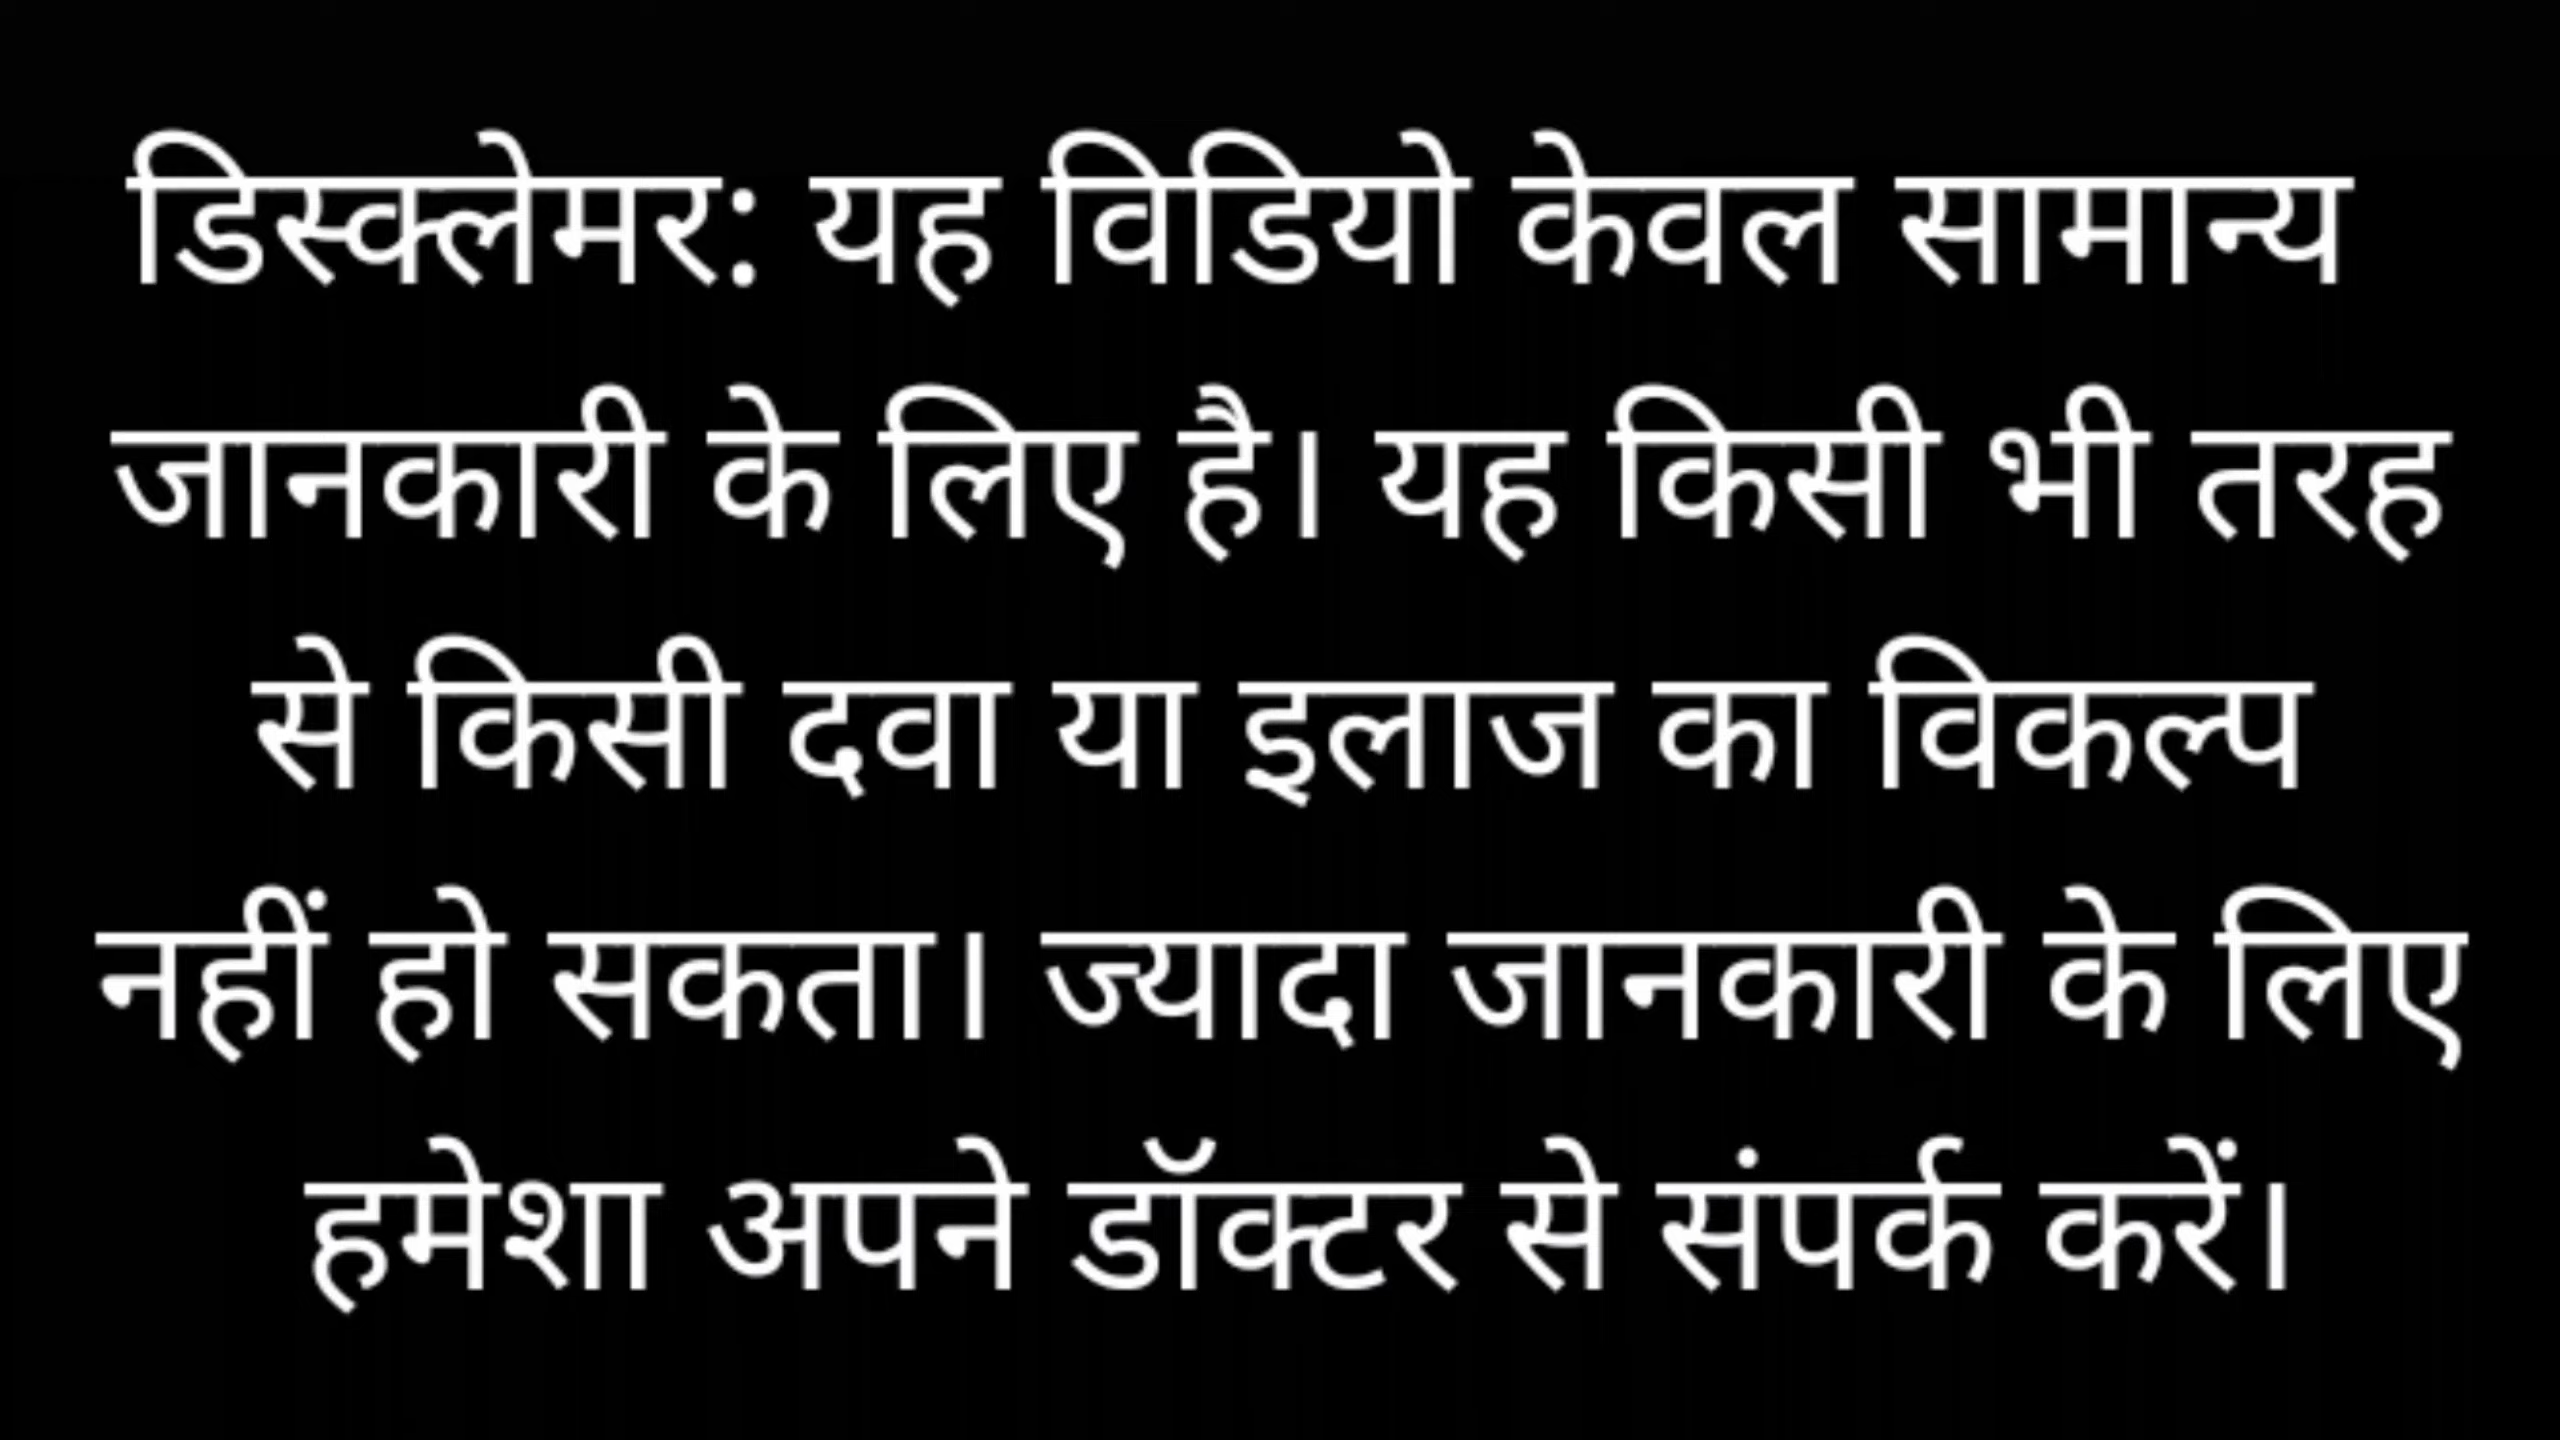 डिस्क्लेमर: यह विडियो केवल सामान्य
जानकारी के लिए है। यह किसी भी तरह
से किसी दवा या इलाज का विकल्प
नहीं हो सकता। ज्यादा जानकारी के लिए
हमेशा अपने डॉक्टर से संपर्क करें।